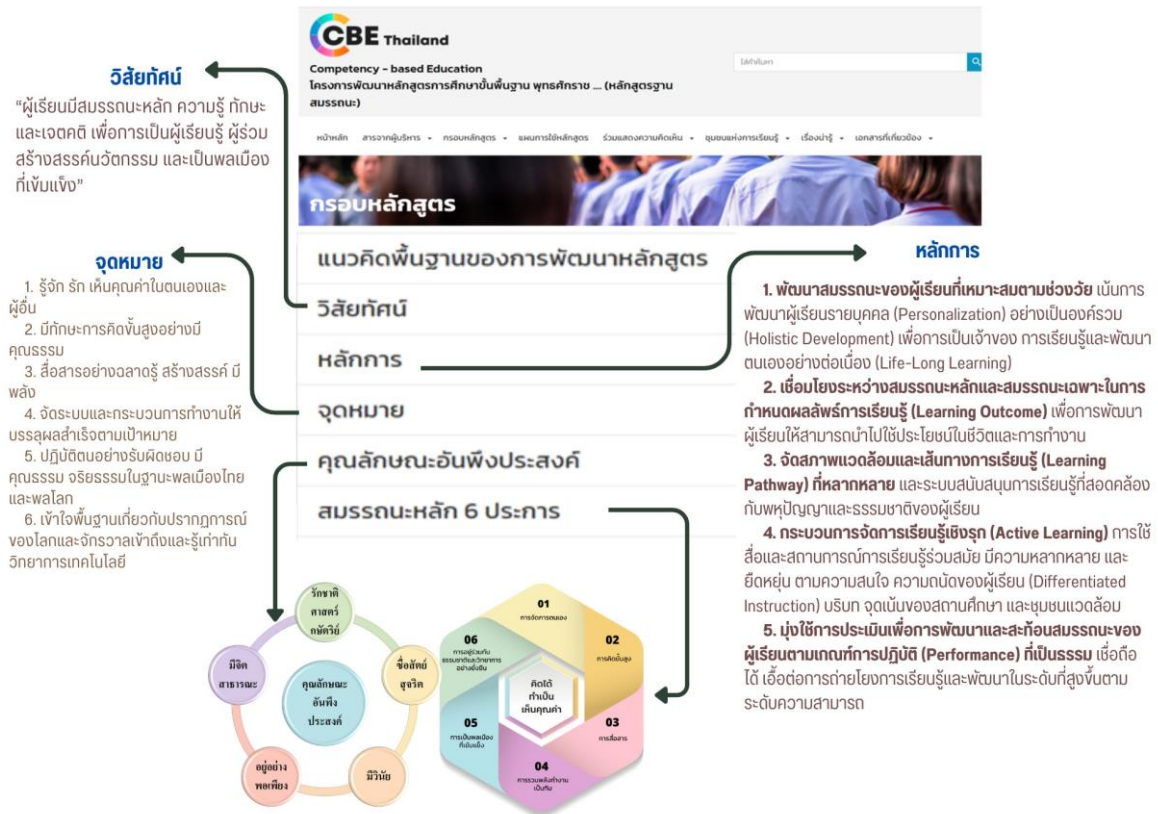 CBE Thailand
Competency - based Education
โครงการพัฒนาหลักสูตรการศึกษาขั้นพื้นฐาน พุทธศักราช ... (หลักสูตรฐาน
สมรรถนะ)
ใส่คำค้นหา
หน้าหลัก สารจากผู้บริหาร กรอบหลักสูตร แผนการใช้หลักสูตร ร่วมแสดงความคิดเห็น ชุมชนแห่งการเรียนรู้ เรื่องน่ารู้ เอกสารที่เกี่ยวข้อง
กรอบหลักสูตร
แนวคิดพื้นฐานของการพัฒนาหลักสูตร
วิสัยทัศน์
หลักการ
จุดหมาย
คุณลักษณะอันพึงประสงค์
สมรรถนะหลัก 6 ประการ
วิสัยทัศน์
“ผู้เรียนมีสมรรถนะหลัก ความรู้ ทักษะ
และเจตคติ เพื่อการเป็นผู้เรียนรู้ ผู้ร่วม
สร้างสรรค์นวัตกรรม และเป็นพลเมือง
ที่เข้มแข็ง”
จุดหมาย
1. รู้จัก รัก เห็นคุณค่าในตนเองและ
ผู้อื่น
2. มีทักษะการคิดขั้นสูงอย่างมี
คุณธรรม
3. สื่อสารอย่างฉลาดรู้ สร้างสรรค์ มี
พลัง
4. จัดระบบและกระบวนการทำงานให้
บรรลุผลสำเร็จตามเป้าหมาย
5. ปฏิบัติตนอย่างรับผิดชอบ มี
คุณธรรม จริยธรรมในฐานะพลเมืองไทย
และพลโลก
6. เข้าใจพื้นฐานเกี่ยวกับปรากฏการณ์
ของโลกและจักรวาลเข้าถึงและรู้เท่าทัน
วิทยาการเทคโนโลยี
หลักการ
1. พัฒนาสมรรถนะของผู้เรียนที่เหมาะสมตามช่วงวัย เน้นการ
พัฒนาผู้เรียนรายบุคคล (Personalization) อย่างเป็นองค์รวม
(Holistic Development) เพื่อการเป็นเจ้าของ การเรียนรู้และพัฒนา
ตนเองอย่างต่อเนื่อง (Life-Long Learning)
2. เชื่อมโยงระหว่างสมรรถนะหลักและสมรรถนะเฉพาะในการ
กำหนดผลลัพธ์การเรียนรู้ (Learning Outcome) เพื่อการพัฒนา
ผู้เรียนให้สามารถนำไปใช้ประโยชน์ในชีวิตและการทำงาน
3. จัดสภาพแวดล้อมและเส้นทางการเรียนรู้ (Learning
Pathway) ที่หลากหลาย และระบบสนับสนุนการเรียนรู้ที่สอดคล้อง
กับพหุปัญญาและธรรมชาติของผู้เรียน
4. กระบวนการจัดการเรียนรู้เชิงรุก (Active Learning) การใช้
สื่อและสถานการณ์การเรียนรู้ร่วมสมัย มีความหลากหลาย และ
ยืดหยุ่น ตามความสนใจ ความถนัดของผู้เรียน (Differentiated
Instruction) บริบท จุดเน้นของสถานศึกษา และชุมชนแวดล้อม
5. มุ่งใช้การประเมินเพื่อการพัฒนาและสะท้อนสมรรถนะของ
ผู้เรียนตามเกณฑ์การปฏิบัติ (Performance) ที่เป็นธรรม เชื่อถือ
ได้ เอื้อต่อการถ่ายโยงการเรียนรู้และพัฒนาในระดับที่สูงขึ้นตาม
ระดับความสามารถ
รักชาติ
ศาสตร์
กษัตริย์
ซื่อสัตย์
สุจริต
มีวินัย
อยู่อย่าง
พอเพียง
มีจิต
สาธารณะ
คุณลักษณะ
อันพึง
ประสงค์
01
การจัดการตนเอง
02
การคิดขั้นสูง
03
การสื่อสาร
04
การรวมพลังทำงาน
เป็นทีม
05
การเป็นพลเมือง
ที่เข้มแข็ง
06
การอยู่ร่วมกับ
ธรรมชาติและวิทยาการ
อย่างยั่งยืน
คิดได้
ทำเป็น
เห็นคุณค่า